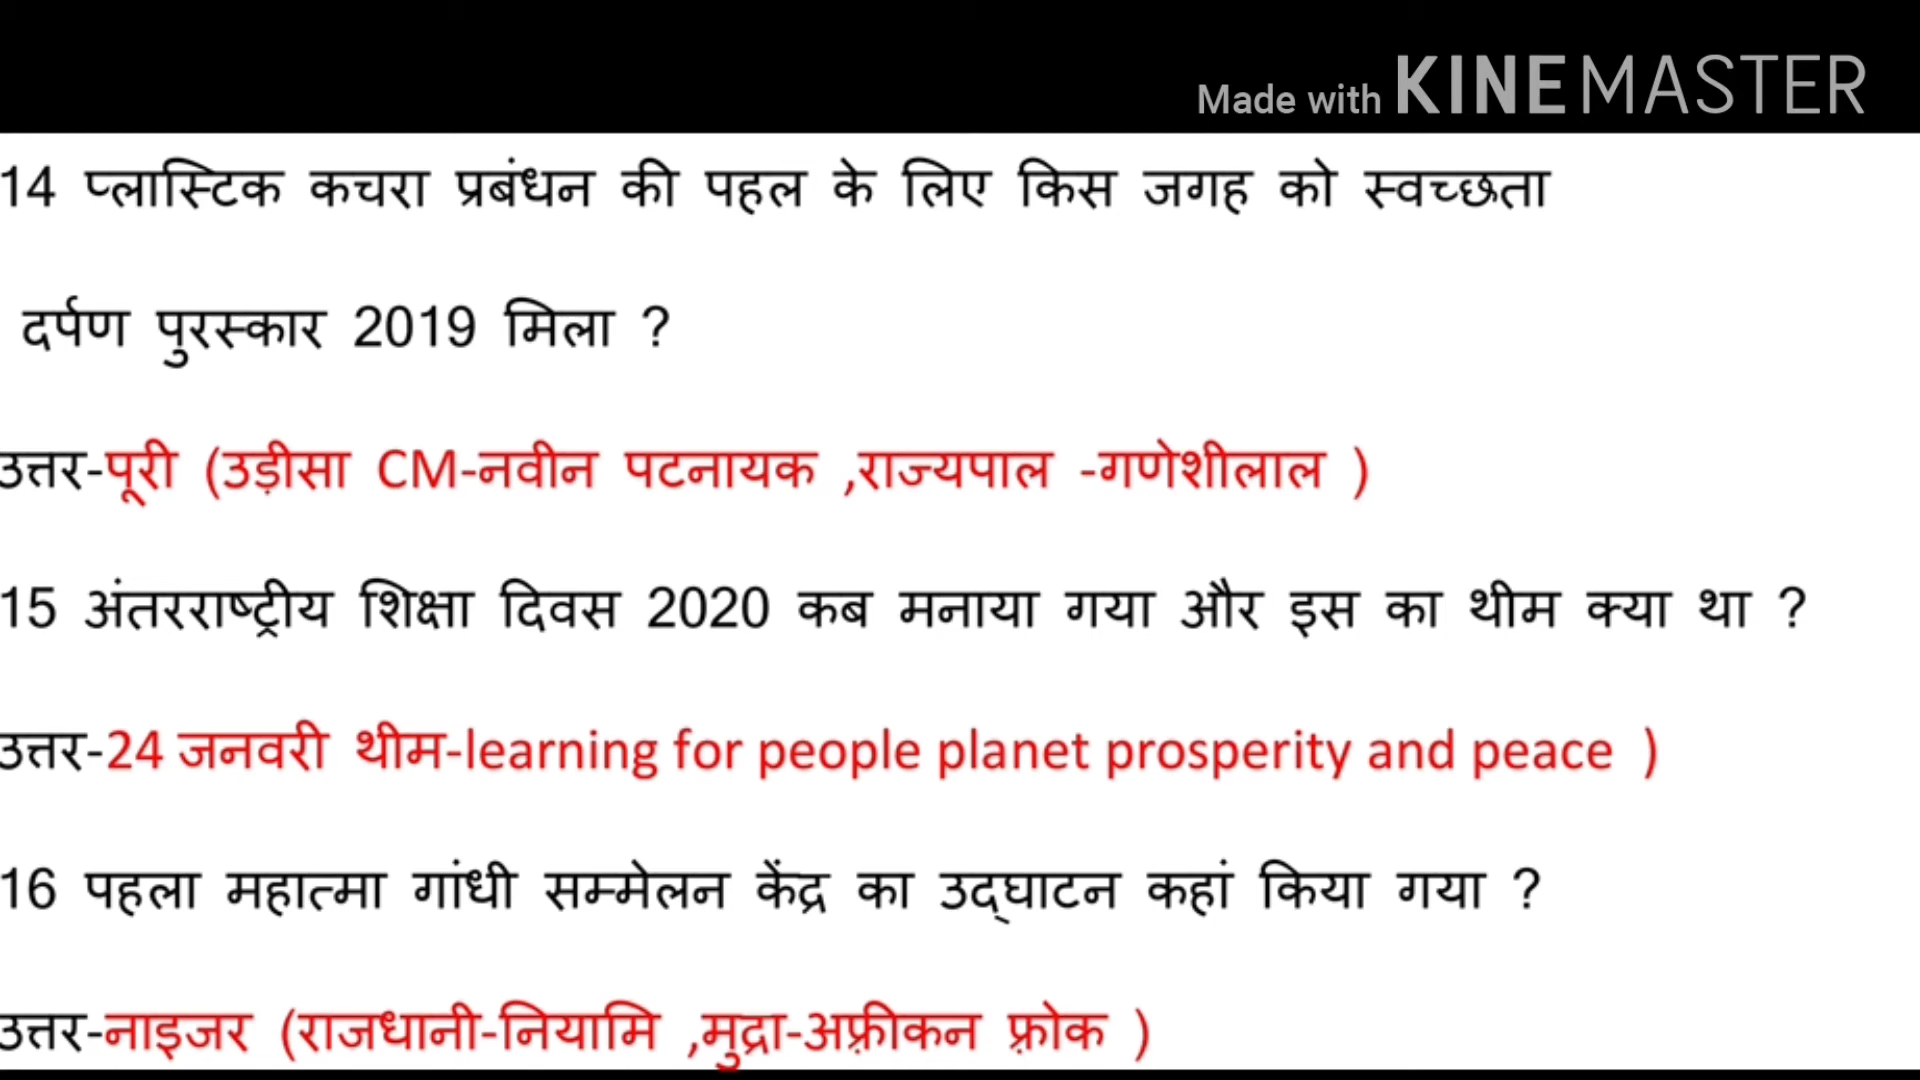 Made with KINEMASTER
14 प्लास्टिक कचरा प्रबंधन की पहल के लिए किस जगह को स्वच्छता
दर्पण पुरस्कार 2019 मिला ?
उत्तर-पूरी (उड़ीसा CM-नवीन पटनायक ,राज्यपाल -गणेशीलाल )
15 अंतरराष्ट्रीय शिक्षा दिवस 2020 कब मनाया गया और इस का थीम क्या था ?
उत्तर-24 जनवरी थीम-learning for people planet prosperity and peace )
16 पहला महात्मा गांधी सम्मेलन केंद्र का उद्घाटन कहां किया गया ?
उत्तर-नाइजर (राजधानी-नियामि ,मुद्रा-अफ़्रीकन फ़्रोक )